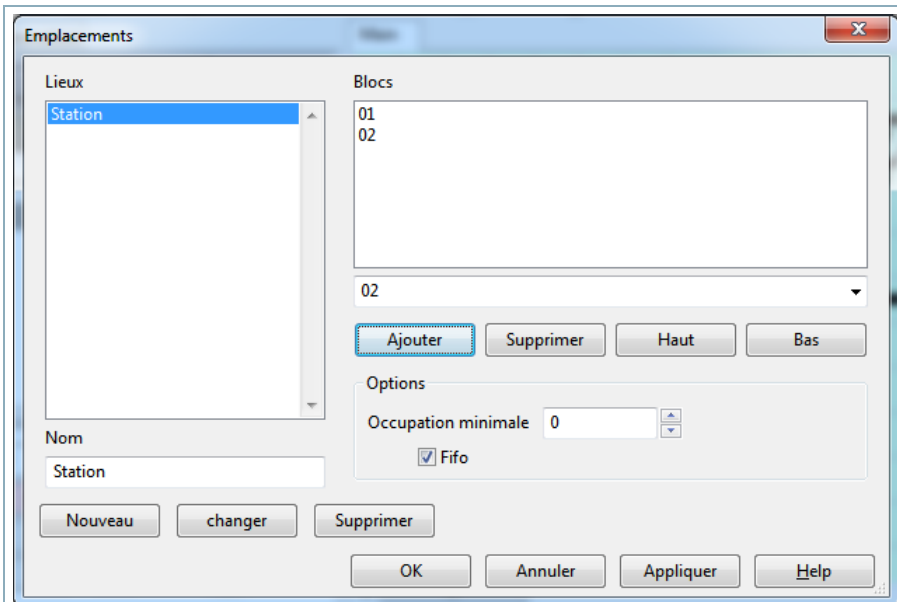 Emplacements
Lieux
Station
Blocs
01
02
02
Ajouter
Supprimer
Haut
Bas
Options
Occupation minimale 0
Fifo
Nom
Station
Nouveau
changer
Supprimer
OK
Annuler
Appliquer
Help